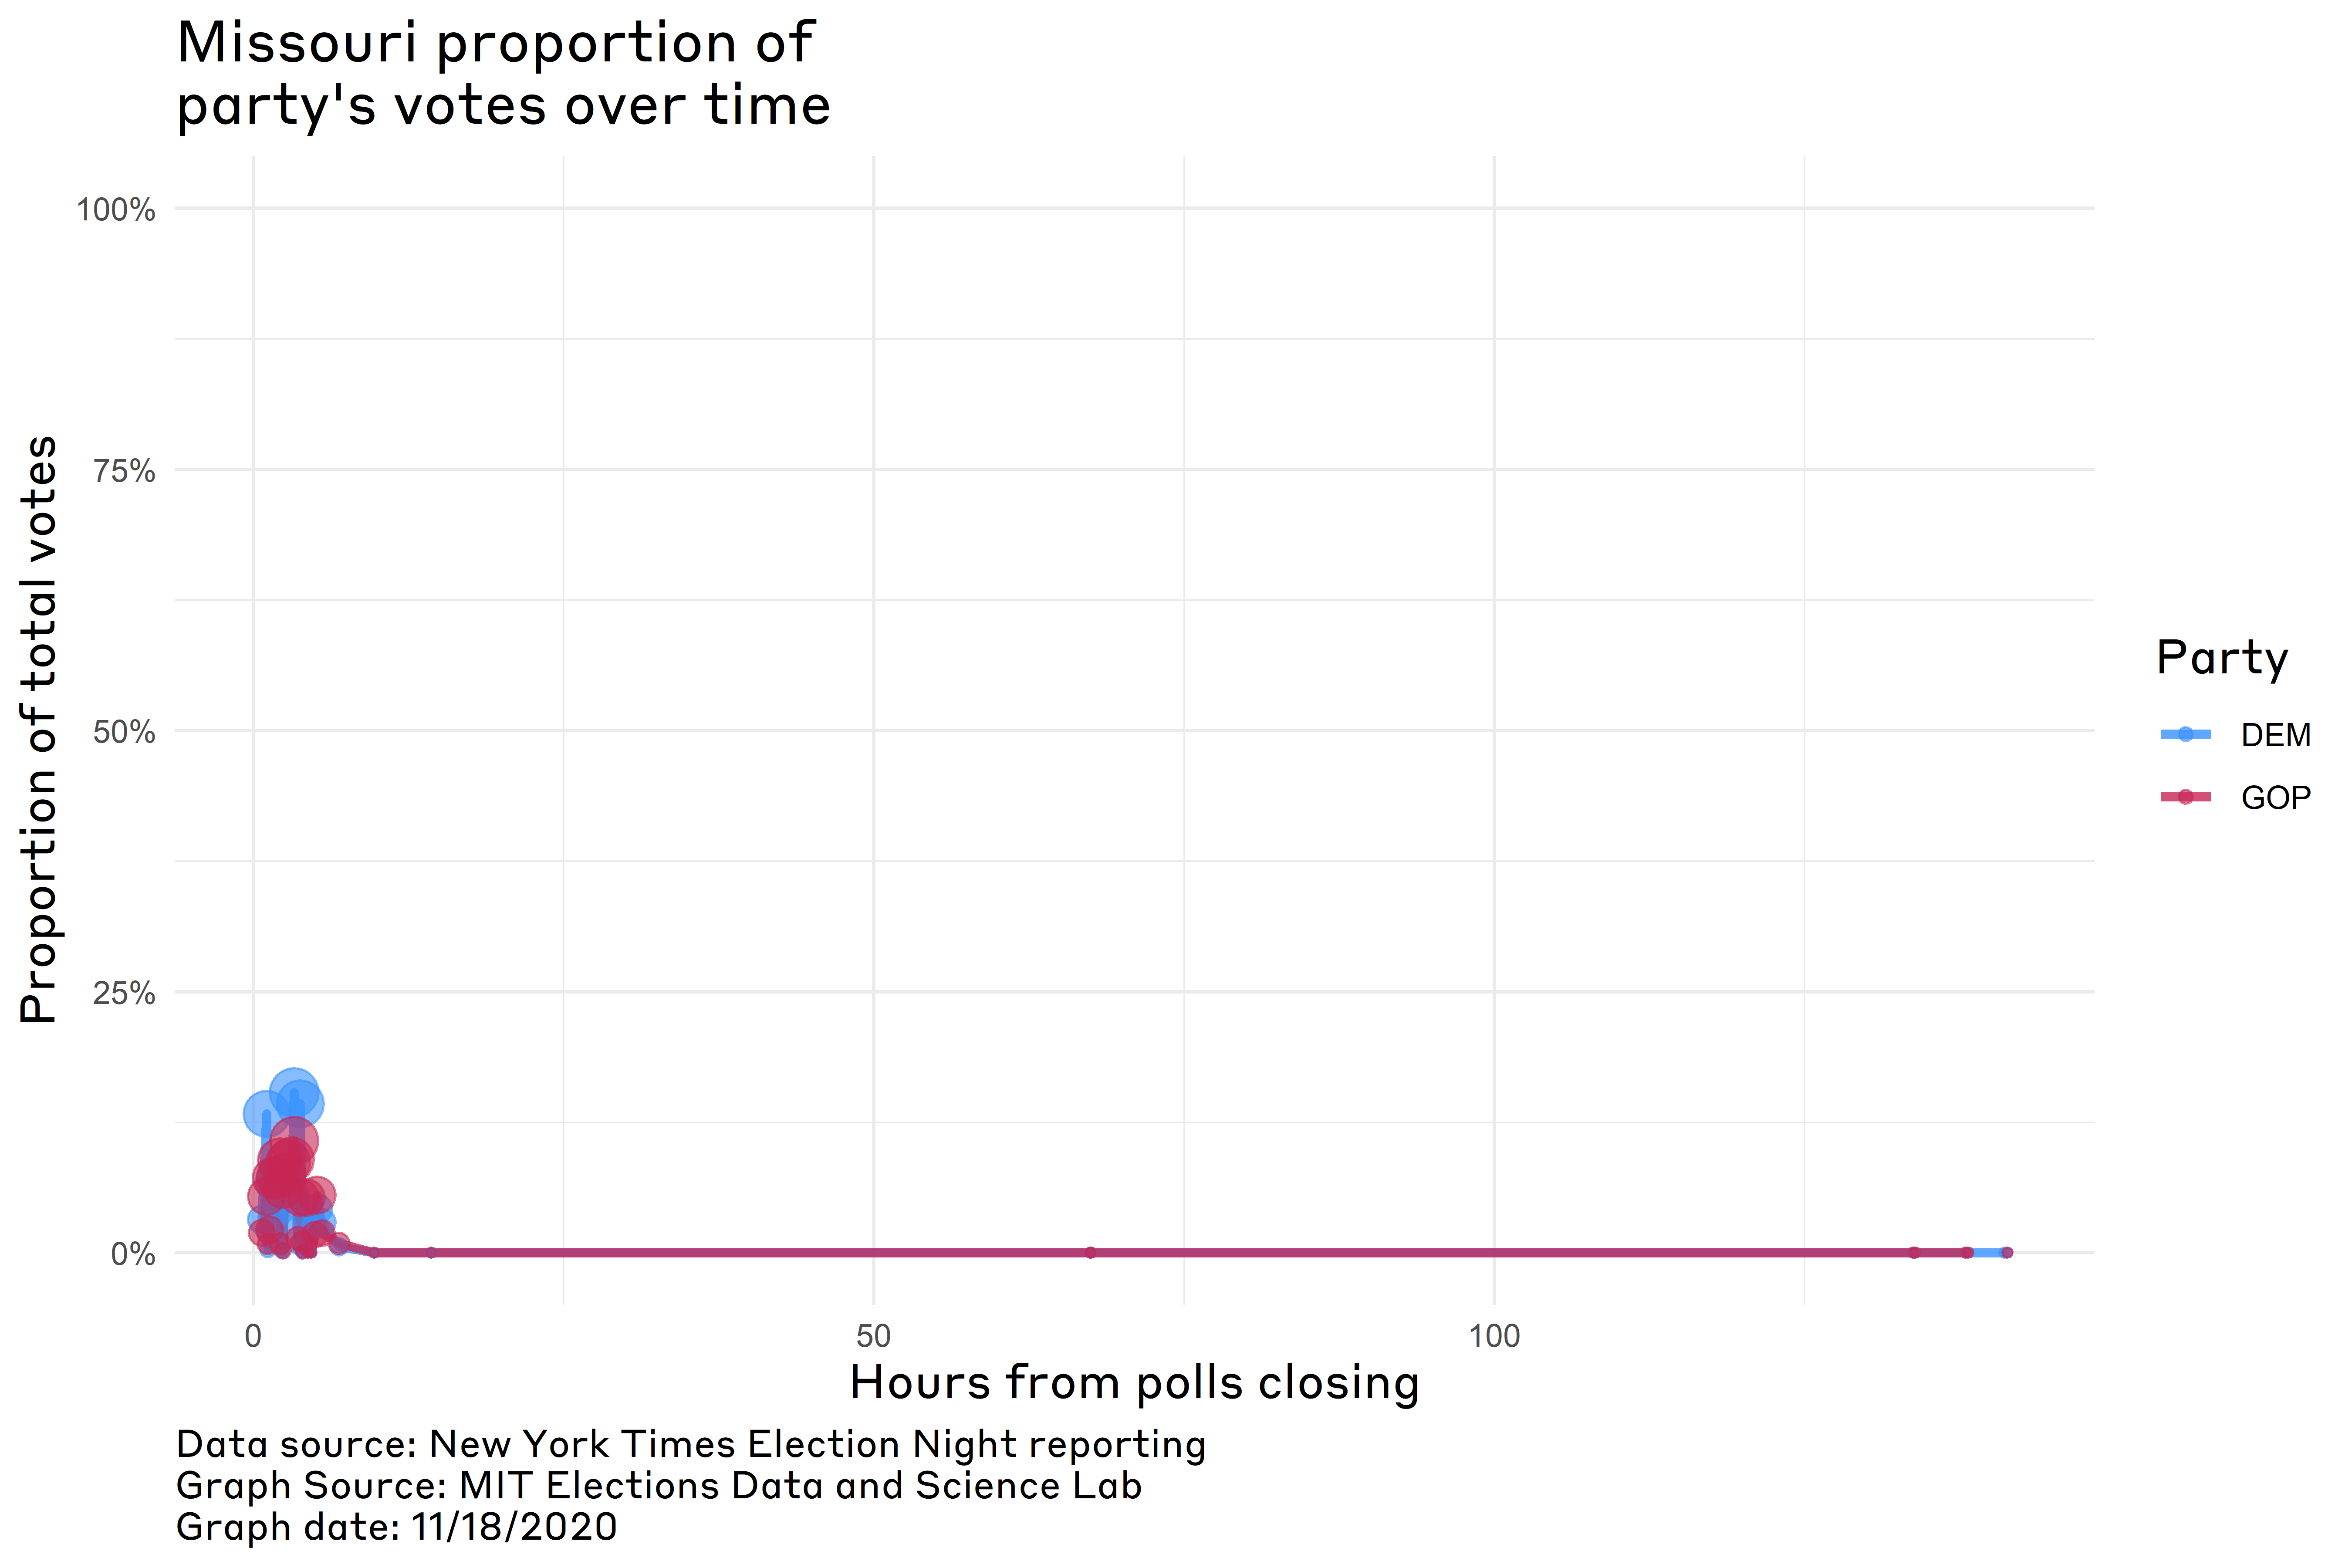 Missouri proportion of
party's votes over time
Proportion of total votes
100%
75%
50%
25%
0%
0
50
100
Hours from polls closing
Party
DEM
GOP
Data source: New York Times Election Night reporting
Graph Source: MIT Elections Data and Science Lab
Graph date: 11/18/2020